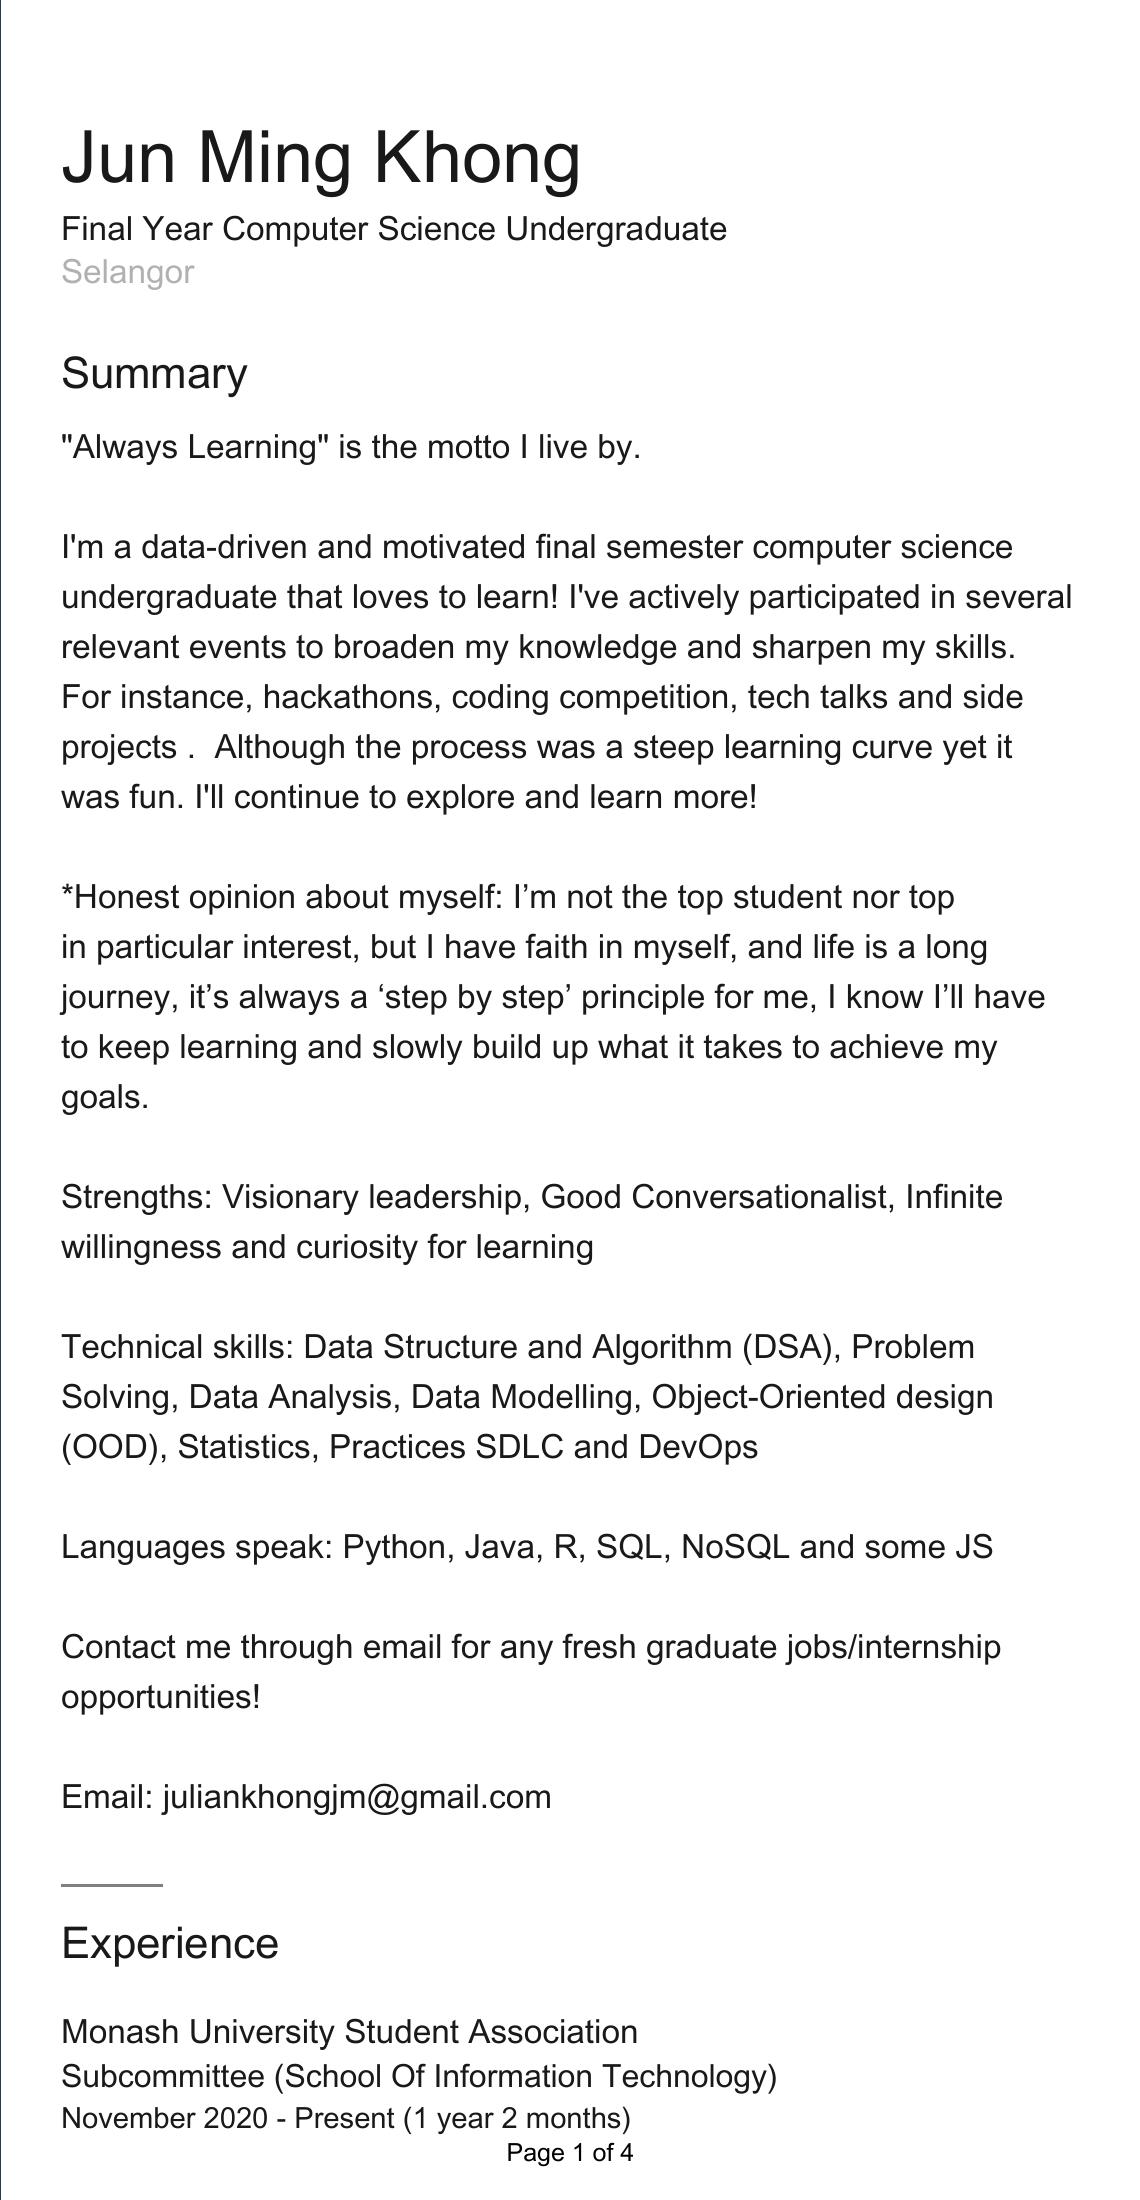 Jun Ming Khong
Final Year Computer Science Undergraduate
Selangor
Summary
"Always Learning" is the motto I live by.
I'm a data-driven and motivated final semester computer science
undergraduate that loves to learn! I've actively participated in several
relevant events to broaden my knowledge and sharpen my skills.
For instance, hackathons, coding competition, tech talks and side
projects .  Although the process was a steep learning curve yet it
was fun. I'll continue to explore and learn more!
*Honest opinion about myself: I’m not the top student nor top
in particular interest, but I have faith in myself, and life is a long
journey, it’s always a ‘step by step’ principle for me, I know I’ll have
to keep learning and slowly build up what it takes to achieve my
goals.
Strengths: Visionary leadership, Good Conversationalist, Infinite
willingness and curiosity for learning
Technical skills: Data Structure and Algorithm (DSA), Problem
Solving, Data Analysis, Data Modelling, Object-Oriented design
(OOD), Statistics, Practices SDLC and DevOps
Languages speak: Python, Java, R, SQL, NoSQL and some JS
Contact me through email for any fresh graduate jobs/internship
opportunities!
Email: juliankhongjm@gmail.com
Experience
Monash University Student Association
Subcommittee (School Of Information Technology)
November 2020 - Present (1 year 2 months)
Page 1 of 4